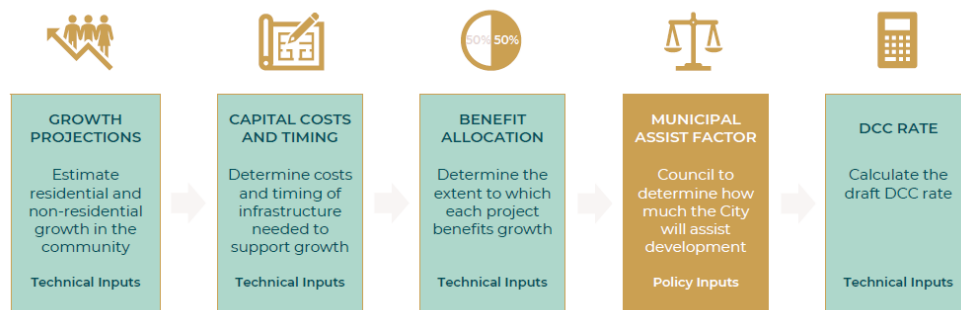 50% 50%
GROWTH
PROJECTIONS
Estimate
residential and
non-residential
growth in the
community
Technical Inputs
CAPITAL COSTS
AND TIMING
Determine costs
and timing of
infrastructure
needed to
support growth
Technical Inputs
BENEFIT
ALLOCATION
Determine the
extent to which
each project
benefits growth
Technical Inputs
MUNICIPAL
ASSIST FACTOR
Council to
determine how
much the City
will assist
development
Policy Inputs
DCC RATE
Calculate the
draft DCC rate
Technical Inputs